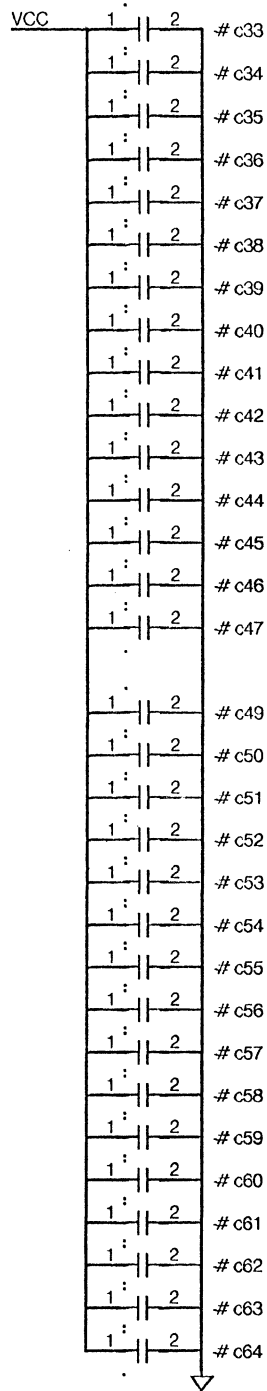 VCC 1 2 -# c33
1 2 -# c34
1 2 -# c35
1 2 -# c36
1 2 -# c37
1 2 -# c38
1 2 -# c39
1 2 -# c40
1 2 -# c41
1 2 -# c42
1 2 -# c43
1 2 -# c44
1 2 -# c45
1 2 -# c46
1 2 -# c47
1 2 -# c49
1 2 -# c50
1 2 -# c51
1 2 -# c52
1 2 -# c53
1 2 -# c54
1 2 -# c55
1 2 -# c56
1 2 -# c57
1 2 -# c58
1 2 -# c59
1 2 -# c60
1 2 -# c61
1 2 -# c62
1 2 -# c63
1 2 -# c64